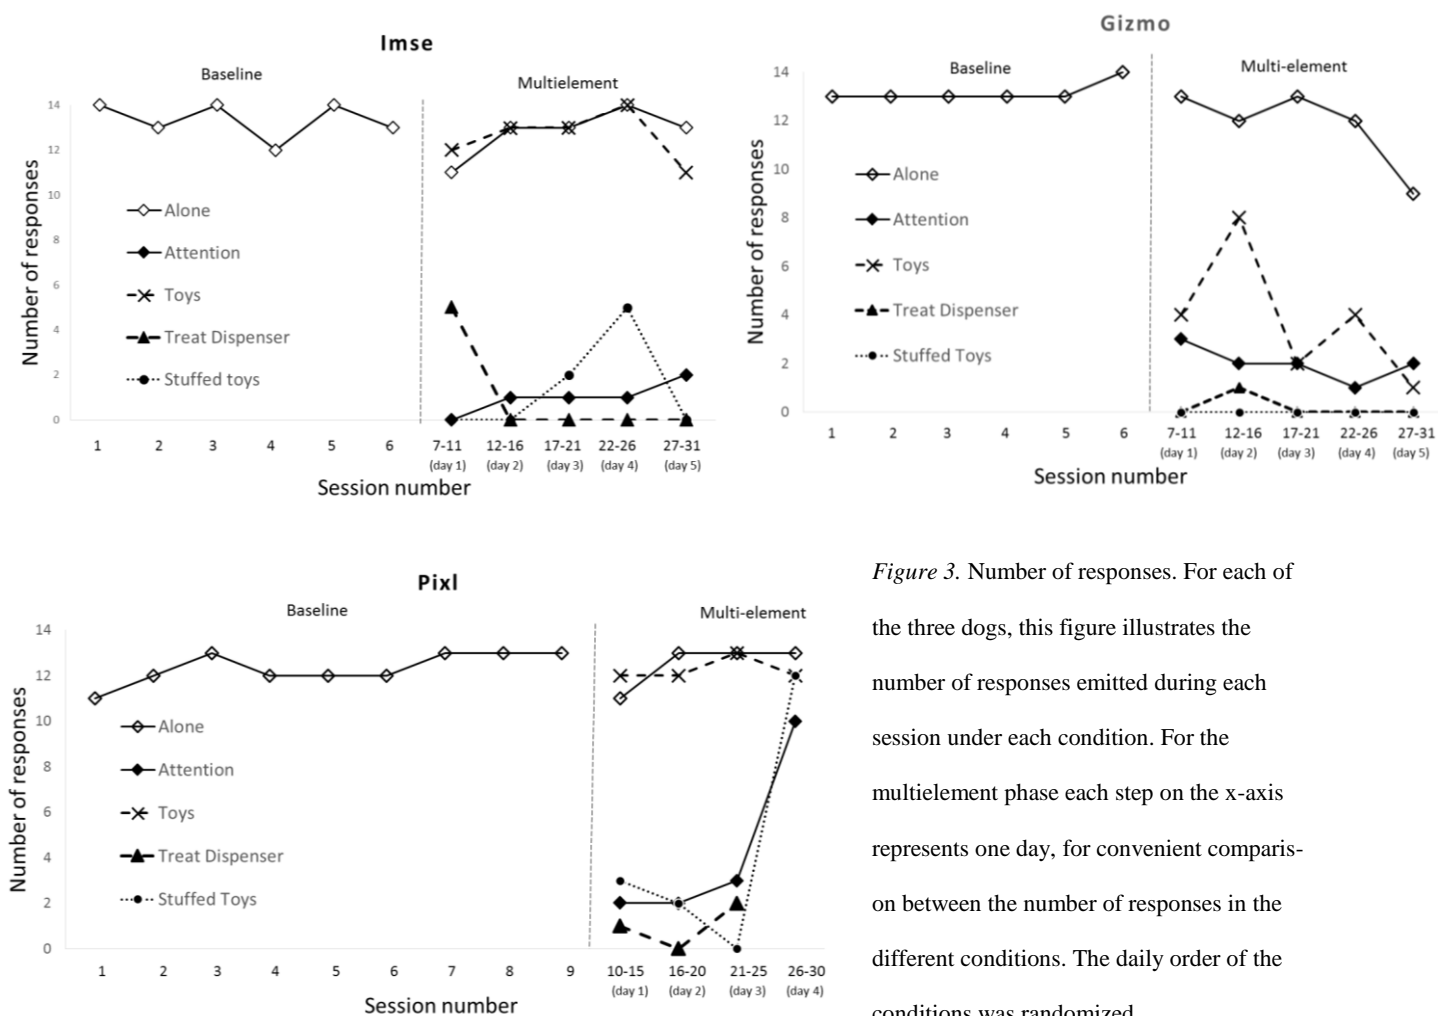 Imse
Baseline
Multielement
Number of responses
14
12
10
8
6
4
2
0
Alone
Attention
Toys
Treat Dispenser
Stuffed toys
1 2 3 4 5 6 7-11 12-16 17-21 22-26 27-31
(day 1) (day 2) (day 3) (day 4) (day 5)
Session number
Gizmo
Baseline
Multi-element
Number of responses
14
12
10
8
6
4
2
0
Alone
Attention
Toys
Treat Dispenser
Stuffed Toys
1 2 3 4 5 6 7-11 12-16 17-21 22-26 27-31
(day 1) (day 2) (day 3) (day 4) (day 5)
Session number
Pixl
Baseline
Multi-element
Number of responses
14
12
10
8
6
4
2
0
Alone
Attention
Toys
Treat Dispenser
Stuffed Toys
1 2 3 4 5 6 7 8 9 10-15 16-20 21-25 26-30
(day 1) (day 2) (day 3) (day 4)
Session number
Figure 3. Number of responses. For each of
the three dogs, this figure illustrates the
number of responses emitted during each
session under each condition. For the
multielement phase each step on the x-axis
represents one day, for convenient comparis-
on between the number of responses in the
different conditions. The daily order of the
conditions was randomized